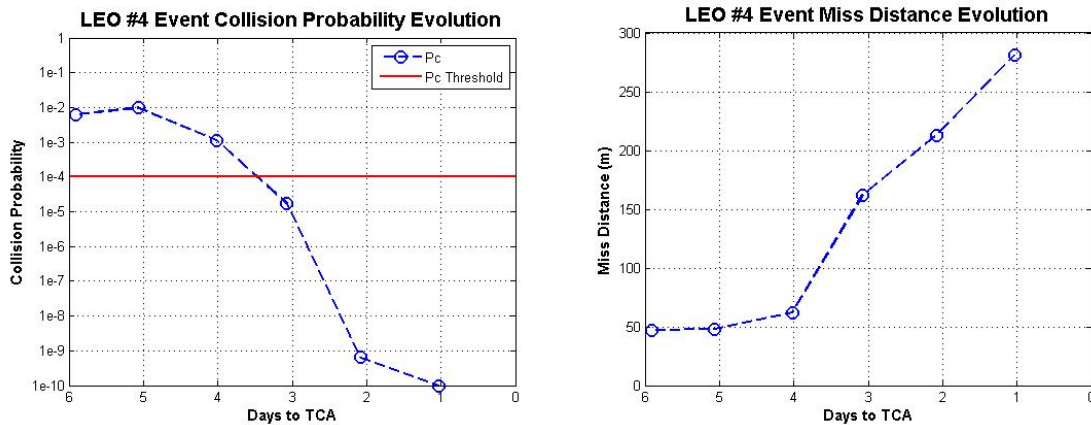 LEO #4 Event Collision Probability Evolution
1
1e-1
1e-2
1e-3
1e-4
1e-5
1e-6
1e-7
1e-8
1e-9
1e-10
Collision Probability
Pc
Pc Threshold
6 5 4 3 2 1 0
Days to TCA
LEO #4 Event Miss Distance Evolution
300
250
200
150
100
50
0
Miss Distance (m)
6 5 4 3 2 1 0
Days to TCA